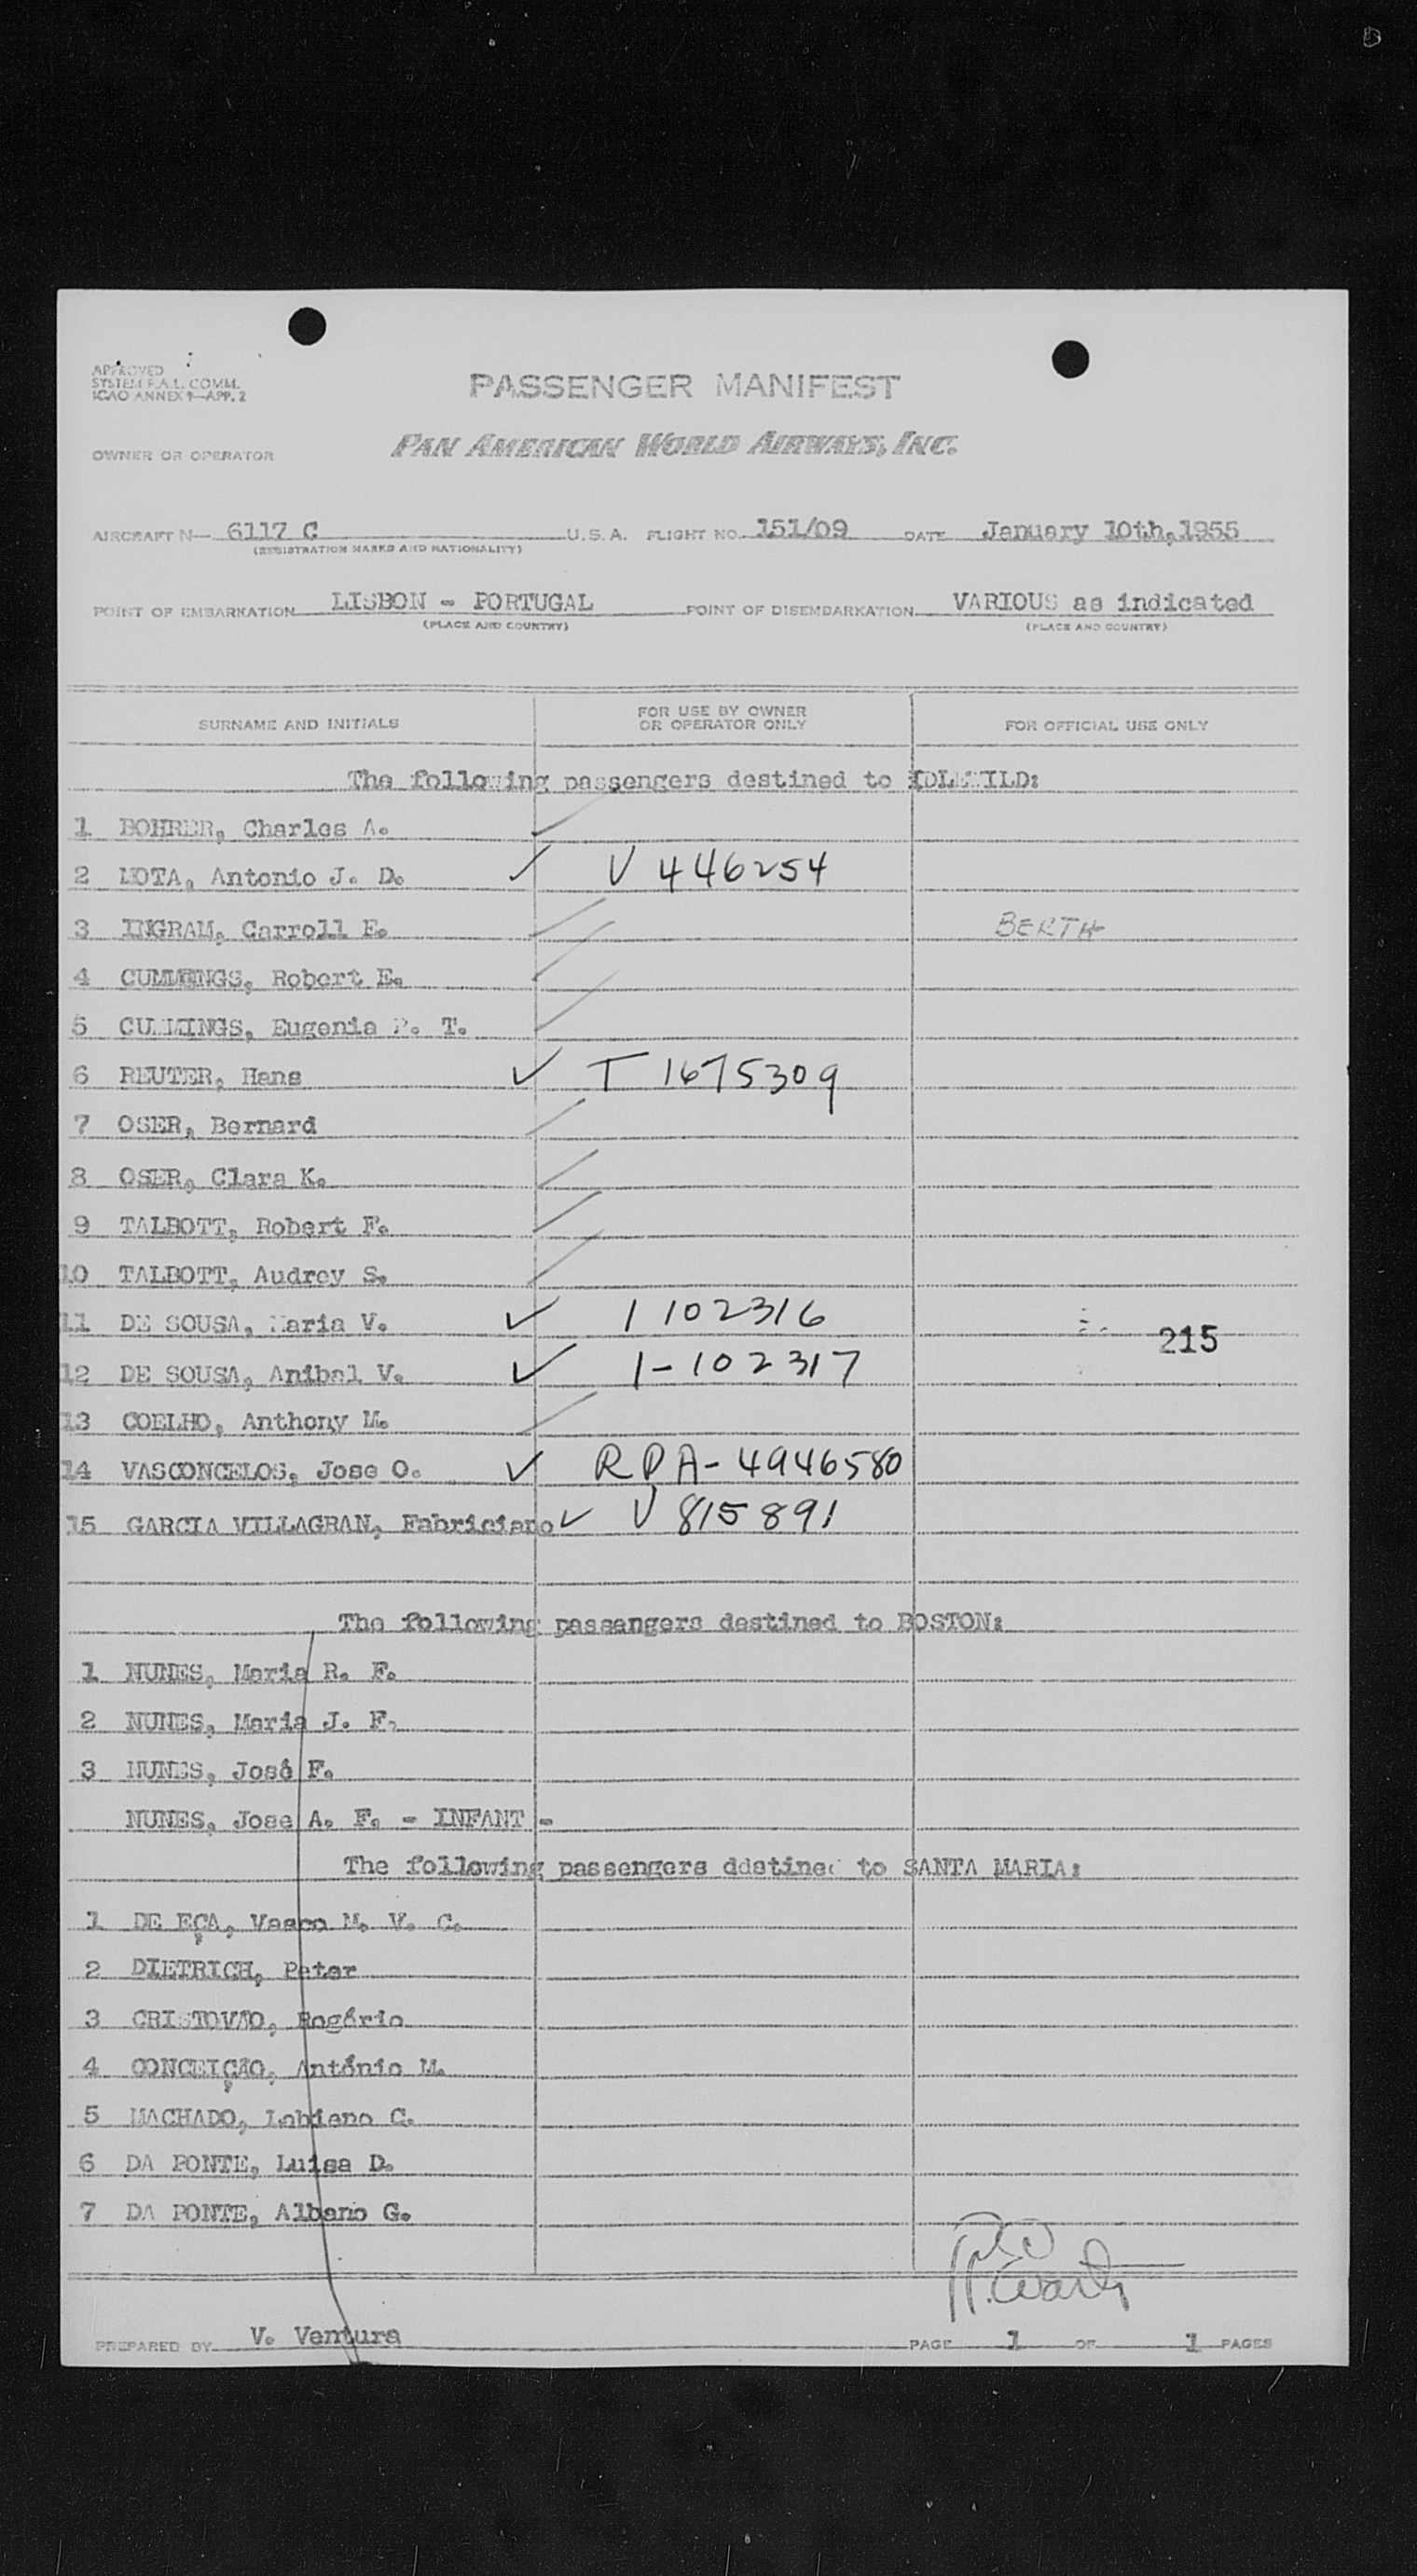 APPROVED
SYSTEM F.A.L. COMM.
ICAO ANNEX 9—APP. 2
PASSENGER MANIFEST
OWNER OR OPERATOR PAN AMERICAN WORLD AIRWAYS, INC.
AIRCRAFT N— 6117 C U.S.A. FLIGHT NO. 151/09 DATE January 10th,1955
(REGISTRATION MARKS AND NATIONALITY)
POINT OF EMBARKATION LISBON - PORTUGAL POINT OF DISEMBARKATION VARIOUS as indicated
(PLACE AND COUNTRY) (PLACE AND COUNTRY)
SURNAME AND INITIALS FOR USE BY OWNER OR OPERATOR ONLY FOR OFFICIAL USE ONLY
The following passengers destined to IDLEWILD:
1 BOHRER, Charles A.
2 MOTA, Antonio J. D. ✓ V 446254
3 INGRAM, Carroll E. BERTH
4 CUMMINGS, Robert E.
5 CUMMINGS, Eugenia P. T.
6 REUTER, Hans ✓ T 1675309
7 OSER, Bernard
8 OSER, Clara K.
9 TALBOTT, Robert F.
10 TALBOTT, Audrey S.
11 DE SOUSA, Maria V. ✓ I 102316
215
12 DE SOUSA, Anibal V. ✓ I-102317
13 COELHO, Anthony M.
14 VASCONCELOS, Jose O. ✓ RPA-4946580
15 GARCIA VILLAGRAN, Fabriciano ✓ V 815891
The following passengers destined to BOSTON:
1 NUNES, Maria R. F.
2 NUNES, Maria J. F.
3 NUNES, José F.
NUNES, Jose A. F. - INFANT -
The following passengers ddstined to SANTA MARIA:
1 DE EÇA, Vasco M. V. C.
2 DIETRICH, Peter
3 CRISTOVÃO, Rogério
4 CONCEIÇÃO, António M.
5 MACHADO, Labieno C.
6 DA PONTE, Luisa D.
7 DA PONTE, Albano G.
PREPARED BY V. Ventura PAGE 1 OF 1 PAGES